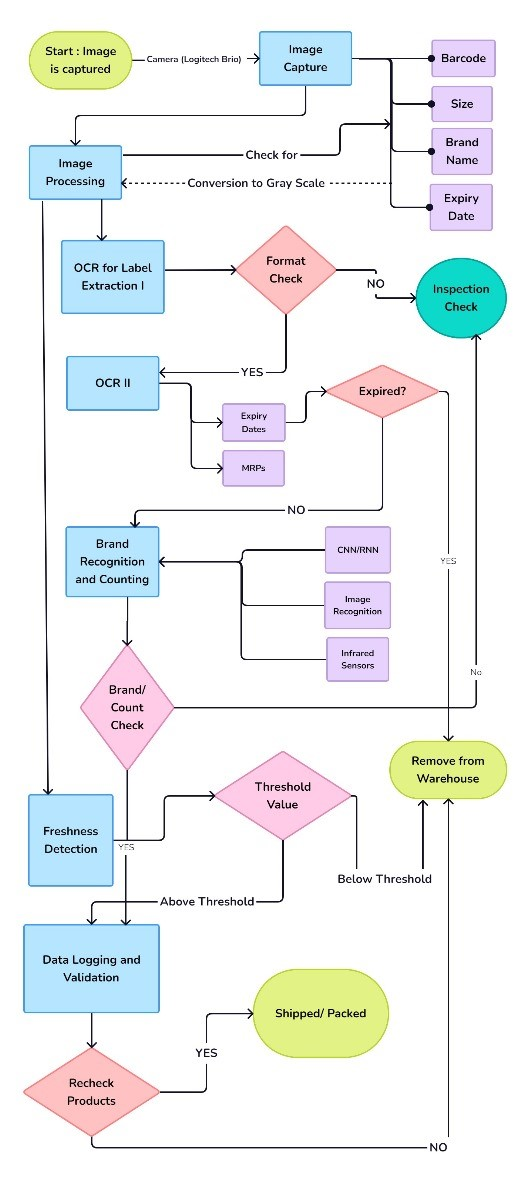 Start : Image
is captured
Camera (Logitech Brio)
Image
Capture
Barcode
Size
Brand
Name
Expiry
Date
Image
Processing
Check for
Conversion to Gray Scale
OCR for Label
Extraction I
Format
Check
NO
Inspection
Check
YES
OCR II
Expiry
Dates
MRPs
Expired?
NO
YES
Brand
Recognition
and Counting
CNN/RNN
Image
Recognition
Infrared
Sensors
No
Brand/
Count
Check
Remove from
Warehouse
Threshold
Value
Freshness
Detection
YES
Below Threshold
Above Threshold
Data Logging and
Validation
Shipped/ Packed
YES
Recheck
Products
NO